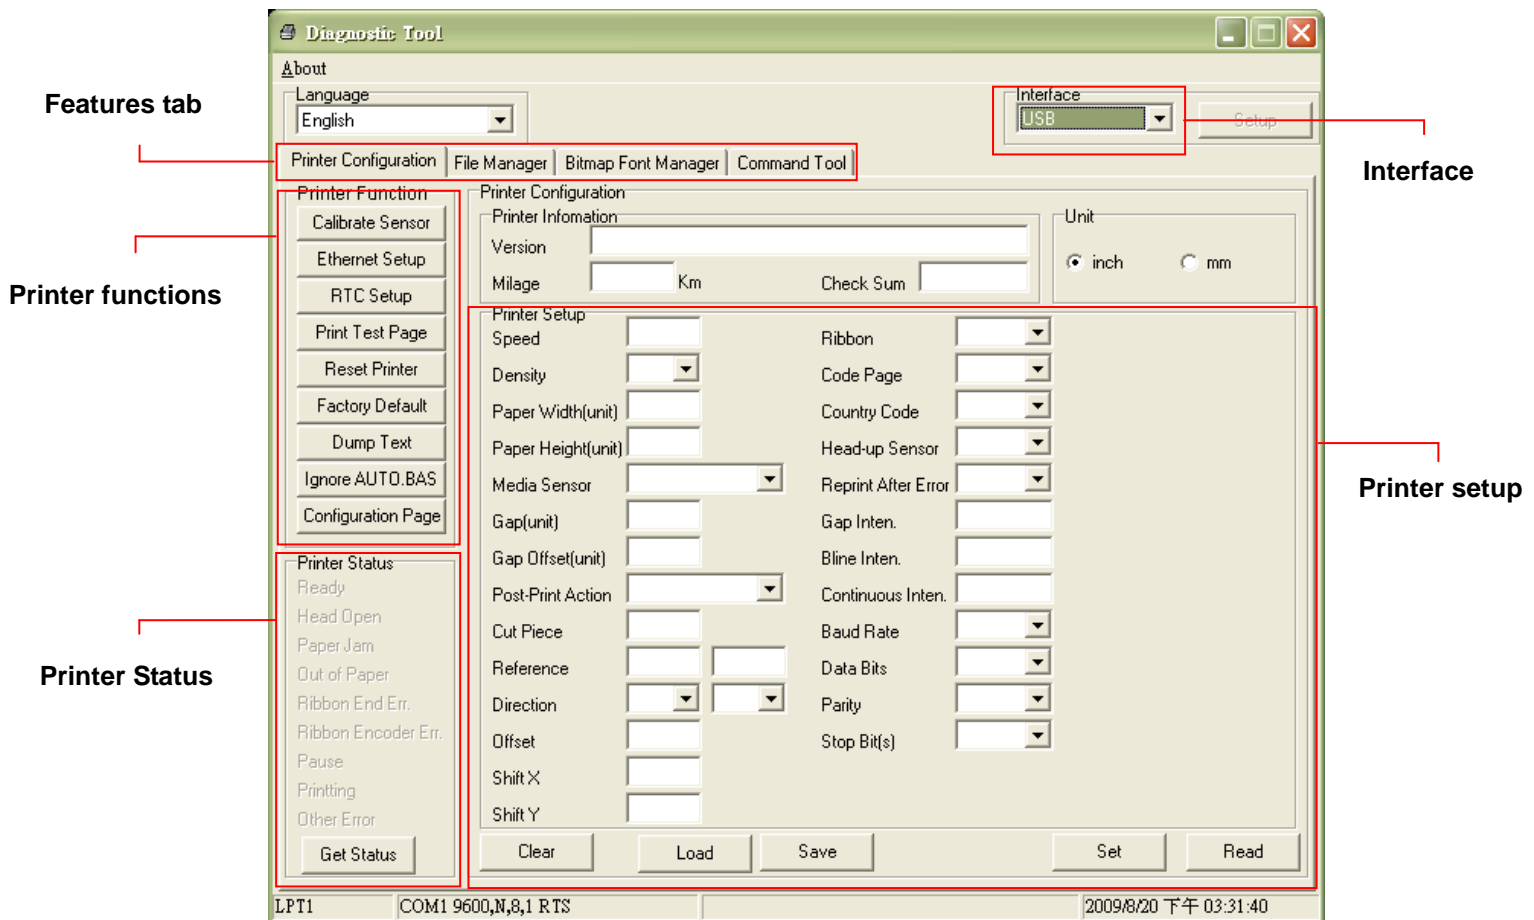 Diagnostic Tool
About
Features tab
Language
English
Interface
USB
Setup
Interface
Printer Configuration
File Manager
Bitmap Font Manager
Command Tool
Printer functions
Printer Function
Calibrate Sensor
Ethernet Setup
RTC Setup
Print Test Page
Reset Printer
Factory Default
Dump Text
Ignore AUTO.BAS
Configuration Page
Printer Configuration
Printer Infomation
Version
Milage
Km
Check Sum
Unit
inch
mm
Printer Setup
Speed
Density
Paper Width(unit)
Paper Height(unit)
Media Sensor
Gap(unit)
Gap Offset(unit)
Post-Print Action
Cut Piece
Reference
Direction
Offset
Shift X
Shift Y
Ribbon
Code Page
Country Code
Head-up Sensor
Reprint After Error
Gap Inten.
Bline Inten.
Continuous Inten.
Baud Rate
Data Bits
Parity
Stop Bit(s)
Printer setup
Printer Status
Printer Status
Ready
Head Open
Paper Jam
Out of Paper
Ribbon End Err.
Ribbon Encoder Err.
Pause
Printting
Other Error
Get Status
Clear
Load
Save
Set
Read
LPT1
COM1 9600,N,8,1 RTS
2009/8/20 下午 03:31:40